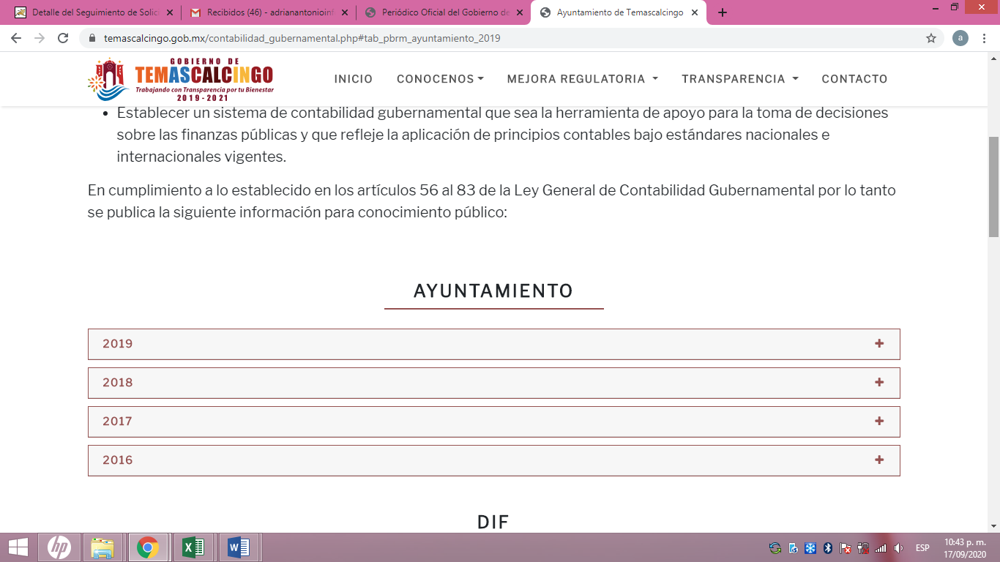 Detalle del Seguimiento de Solici
Recibidos (46) - adrianantonioinf
Periódico Oficial del Gobierno de
Ayuntamiento de Temascalcingo
temascalcingo.gob.mx/contabilidad_gubernamental.php#tab_pbrm_ayuntamiento_2019
a
GOBIERNO DE
TEMASCALCINGO
Trabajando con Transparencia por tu Bienestar
2019-2021
INICIO
CONOCENOS
MEJORA REGULATORIA
TRANSPARENCIA
CONTACTO
• Establecer un sistema de contabilidad gubernamental que sea la herramienta de apoyo para la toma de decisiones
sobre las finanzas públicas y que refleje la aplicación de principios contables bajo estándares nacionales e
internacionales vigentes.
En cumplimiento a lo establecido en los artículos 56 al 83 de la Ley General de Contabilidad Gubernamental por lo tanto
se publica la siguiente información para conocimiento público:
AYUNTAMIENTO
2019 +
2018 +
2017 +
2016 +
DIF
hp
ESP
10:43 p. m.
17/09/2020